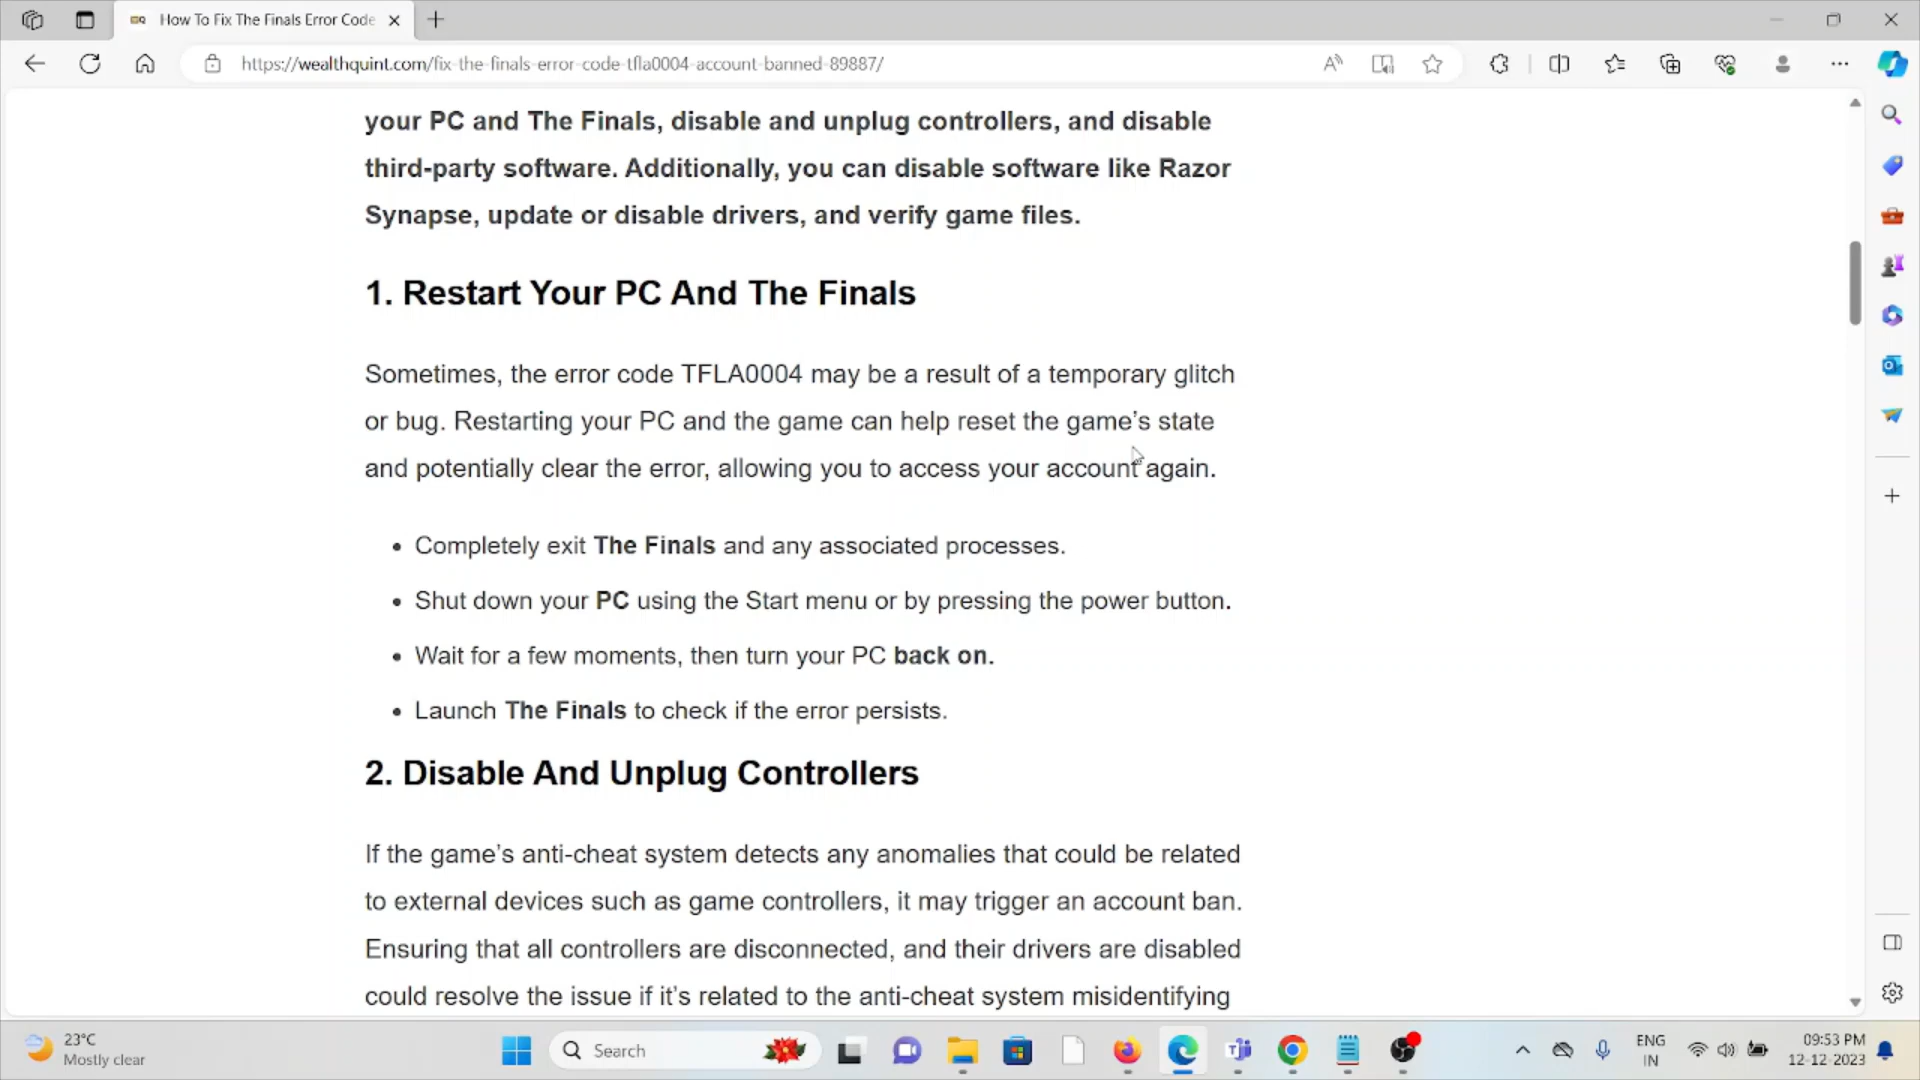 How To Fix The Finals Error Code
https://wealthquint.com/fix-the-finals-error-code-tfla0004-account-banned-89887/
your PC and The Finals, disable and unplug controllers, and disable
third-party software. Additionally, you can disable software like Razor
Synapse, update or disable drivers, and verify game files.
1. Restart Your PC And The Finals
Sometimes, the error code TFLA0004 may be a result of a temporary glitch
or bug. Restarting your PC and the game can help reset the game’s state
and potentially clear the error, allowing you to access your account again.
• Completely exit The Finals and any associated processes.
• Shut down your PC using the Start menu or by pressing the power button.
• Wait for a few moments, then turn your PC back on.
• Launch The Finals to check if the error persists.
2. Disable And Unplug Controllers
If the game’s anti-cheat system detects any anomalies that could be related
to external devices such as game controllers, it may trigger an account ban.
Ensuring that all controllers are disconnected, and their drivers are disabled
could resolve the issue if it’s related to the anti-cheat system misidentifying
23°C
Mostly clear
Search
ENG
IN
09:53 PM
12-12-2023